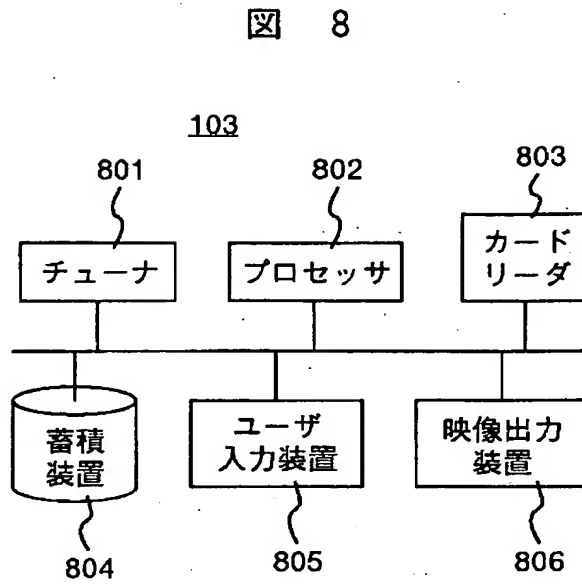 図 8
103
801
802
803
チューナ
プロセッサ
カード
リーダ
蓄積
装置
ユーザ
入力装置
映像出力
装置
804
805
806